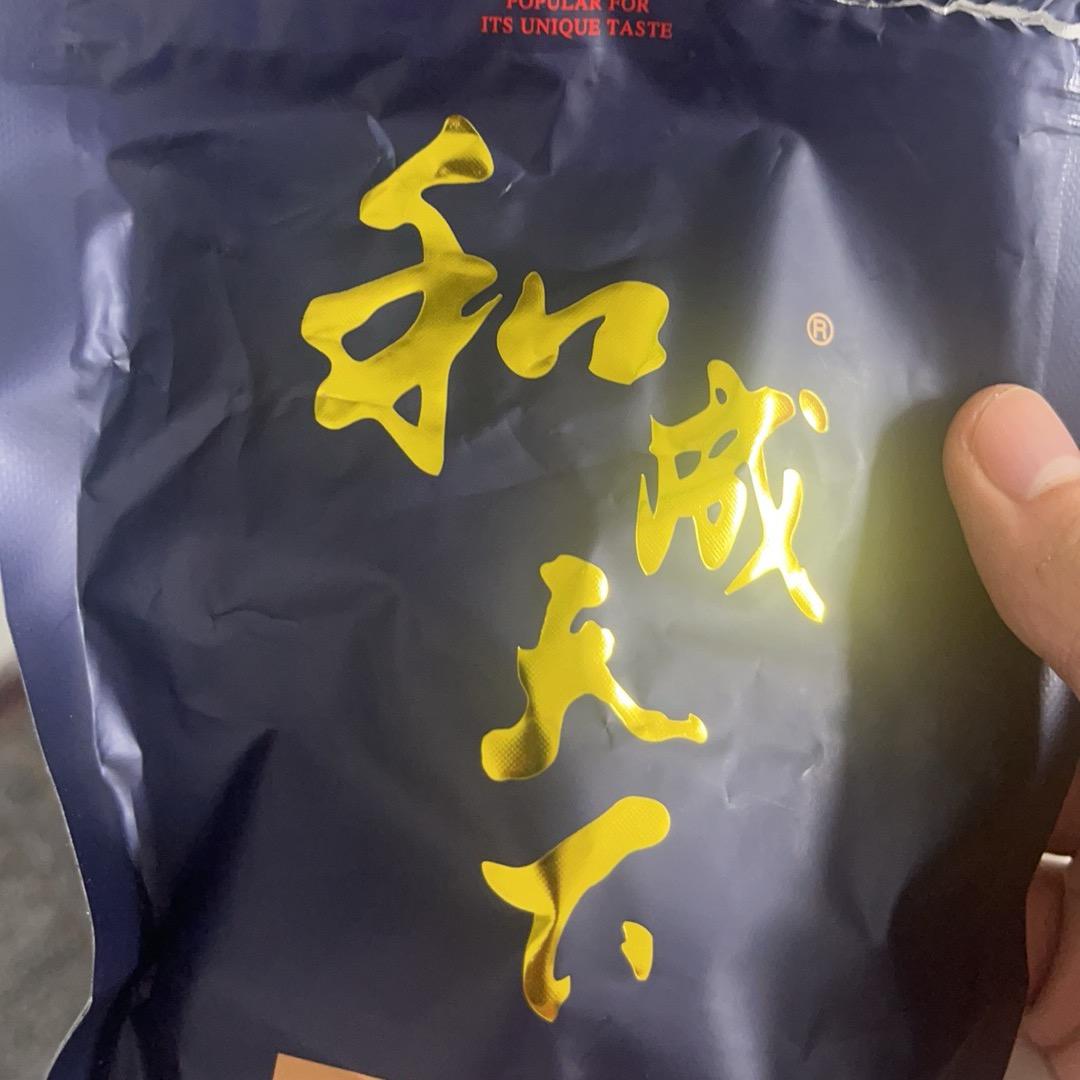 POPULAR FOR
ITS UNIQUE TASTE
和
成
天
下
®